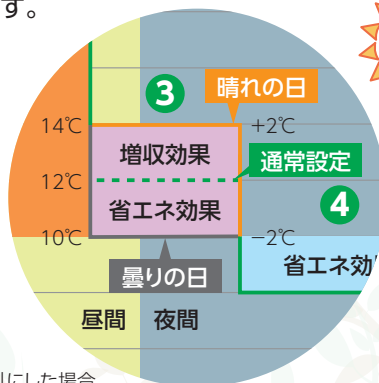 す。
3
晴れの日
14℃
+2℃
増収効果
通常設定
12℃
省エネ効果
4
10℃
−2℃
曇りの日
省エネ効
昼間
夜間
にした場合